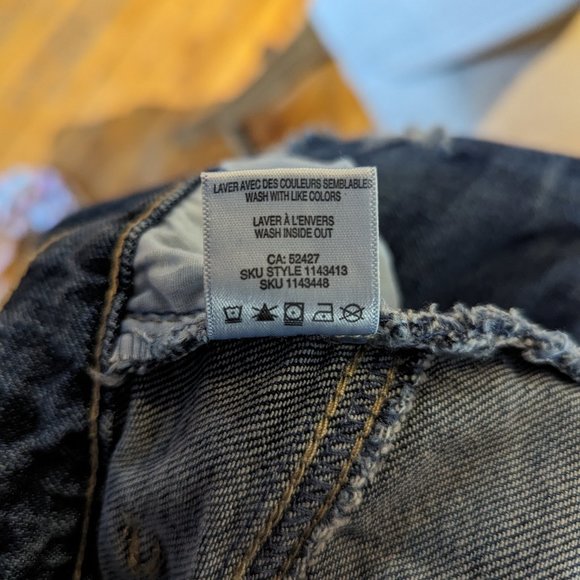 LAVER AVEC DES COULEURS SEMBLABLES
WASH WITH LIKE COLORS
LAVER À L'ENVERS
WASH INSIDE OUT
CA: 52427
SKU STYLE 1143413
SKU 1143448